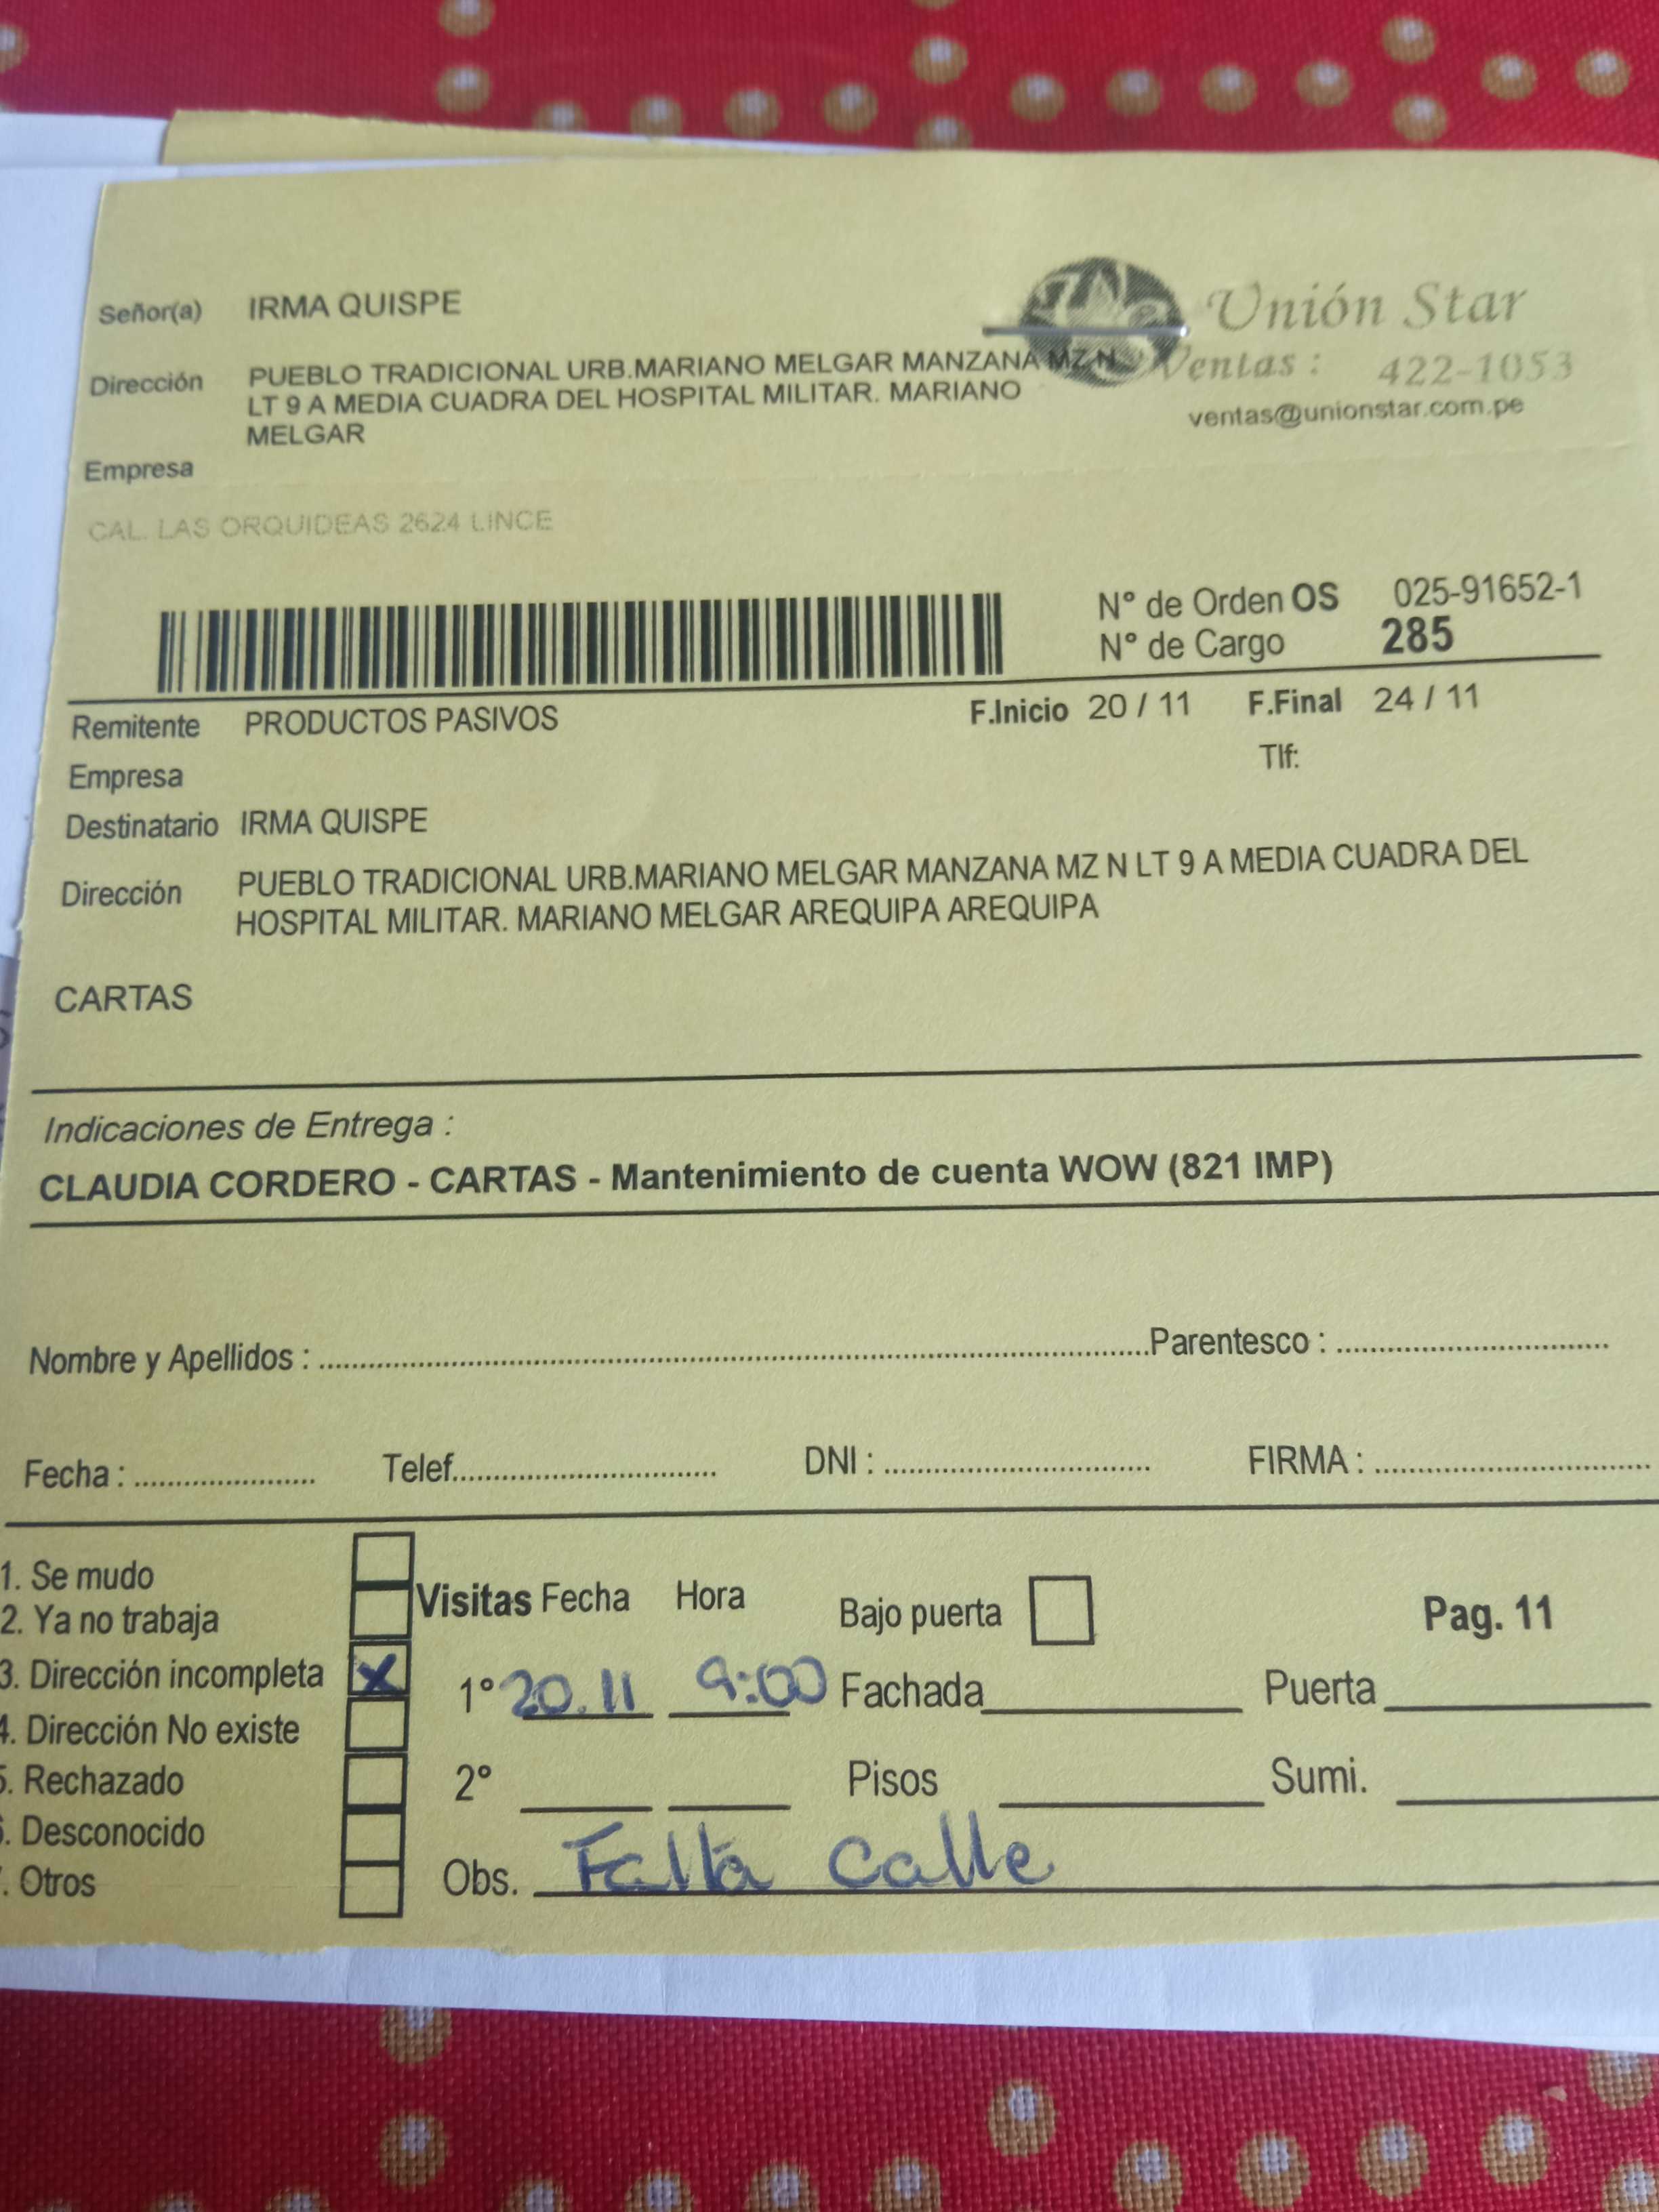 Señor(a) IRMA QUISPE
Unión Star
Dirección PUEBLO TRADICIONAL URB.MARIANO MELGAR MANZANA MZ N
LT 9 A MEDIA CUADRA DEL HOSPITAL MILITAR. MARIANO
MELGAR
Ventas : 422-1053
ventas@unionstar.com.pe
Empresa
CAL. LAS ORQUIDEAS 2624 LINCE
N° de Orden OS 025-91652-1
N° de Cargo 285
Remitente PRODUCTOS PASIVOS F.Inicio 20 / 11 F.Final 24 / 11
Empresa Tlf:
Destinatario IRMA QUISPE
Dirección PUEBLO TRADICIONAL URB.MARIANO MELGAR MANZANA MZ N LT 9 A MEDIA CUADRA DEL
HOSPITAL MILITAR. MARIANO MELGAR AREQUIPA AREQUIPA
CARTAS
Indicaciones de Entrega :
CLAUDIA CORDERO - CARTAS - Mantenimiento de cuenta WOW (821 IMP)
Nombre y Apellidos : Parentesco :
Fecha : Telef. DNI : FIRMA :
1. Se mudo
2. Ya no trabaja
3. Dirección incompleta X
4. Dirección No existe
5. Rechazado
6. Desconocido
. Otros
Visitas Fecha Hora Bajo puerta Pag. 11
1° 20.11 9:00 Fachada Puerta
2° Pisos Sumi.
Obs. Falta calle